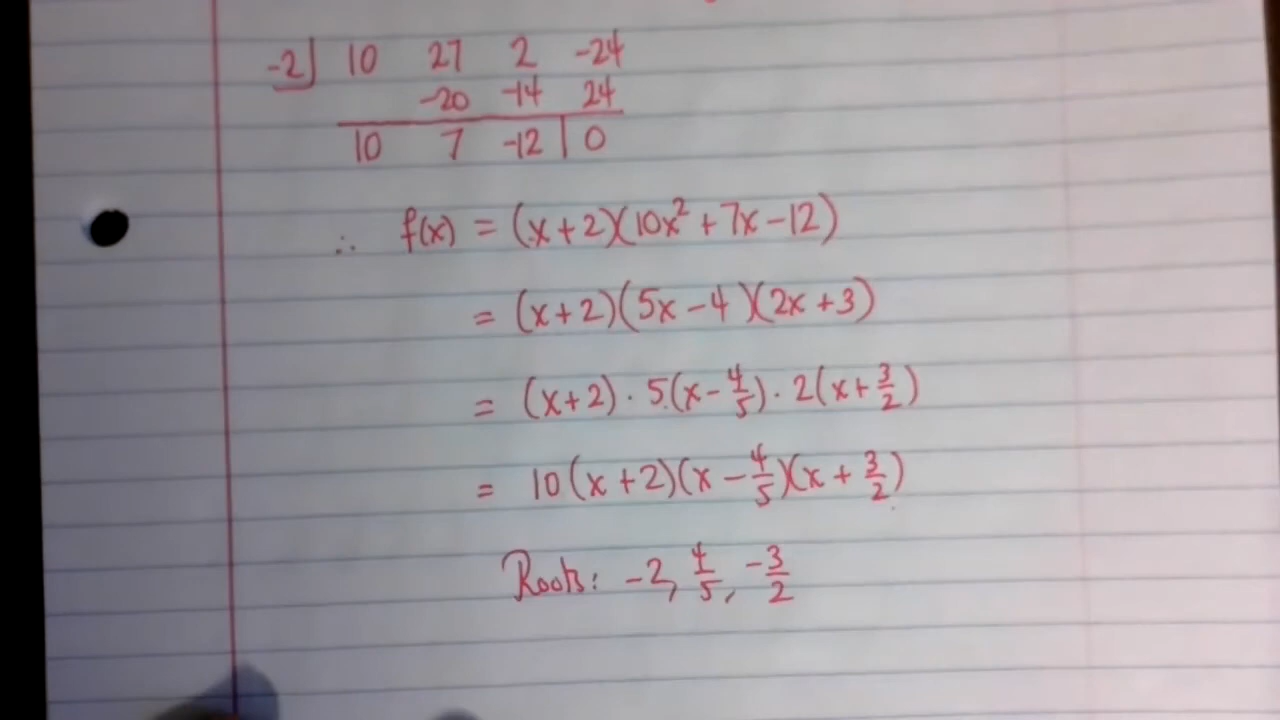 -2| 10 27 2 -24
-20 -14 24
10 7 -12 | 0
∴ f(x) = (x+2)(10x² + 7x - 12)
= (x+2)(5x - 4)(2x + 3)
= (x+2) · 5(x - 4/5) · 2(x + 3/2)
= 10(x + 2)(x - 4/5)(x + 3/2)
Roots: -2, 4/5, -3/2